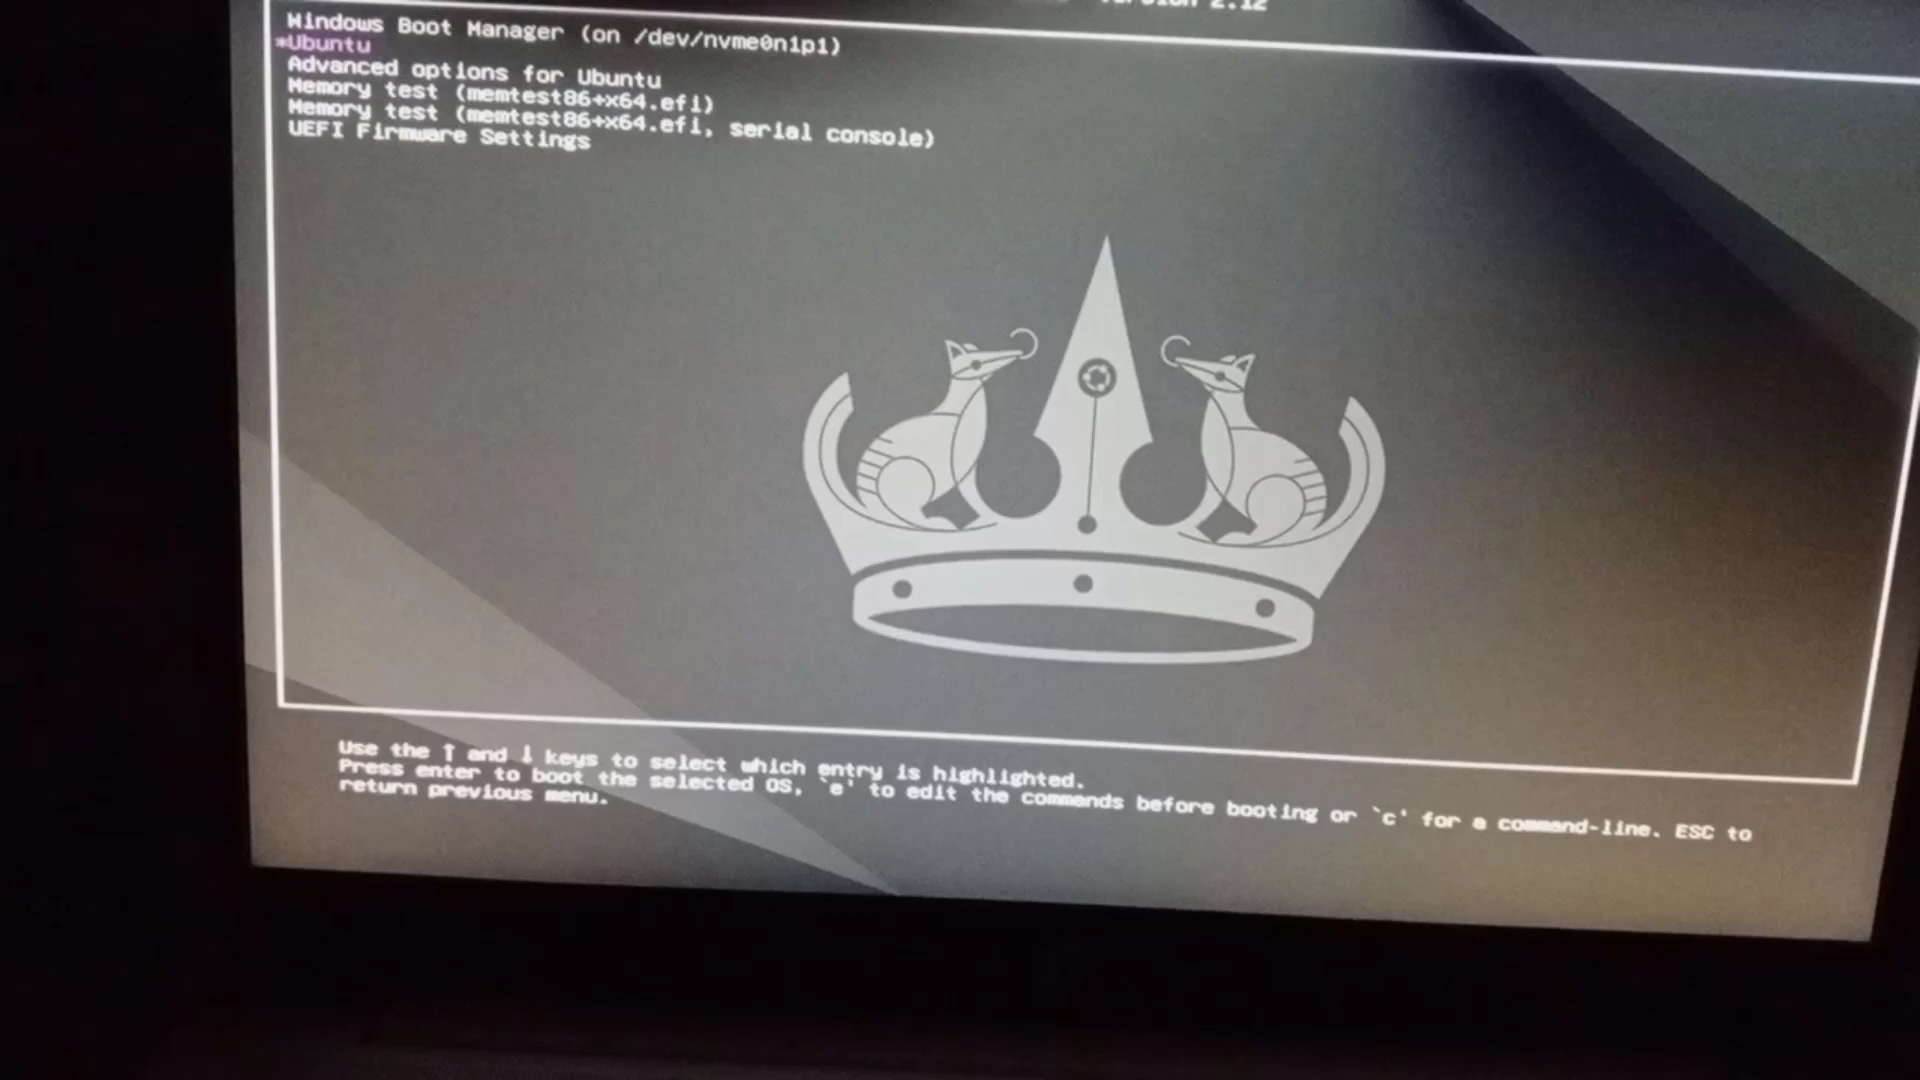 version 2.12
Windows Boot Manager (on /dev/nvme0n1p1)
*Ubuntu
Advanced options for Ubuntu
Memory test (memtest86+x64.efi)
Memory test (memtest86+x64.efi, serial console)
UEFI Firmware Settings
Use the ↑ and ↓ keys to select which entry is highlighted.
Press enter to boot the selected OS, `e' to edit the commands before booting or `c' for a command-line. ESC to
return previous menu.